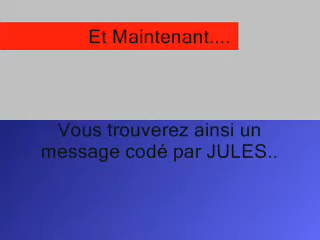 Et Maintenant....
Vous trouverez ainsi un
message codé par JULES..